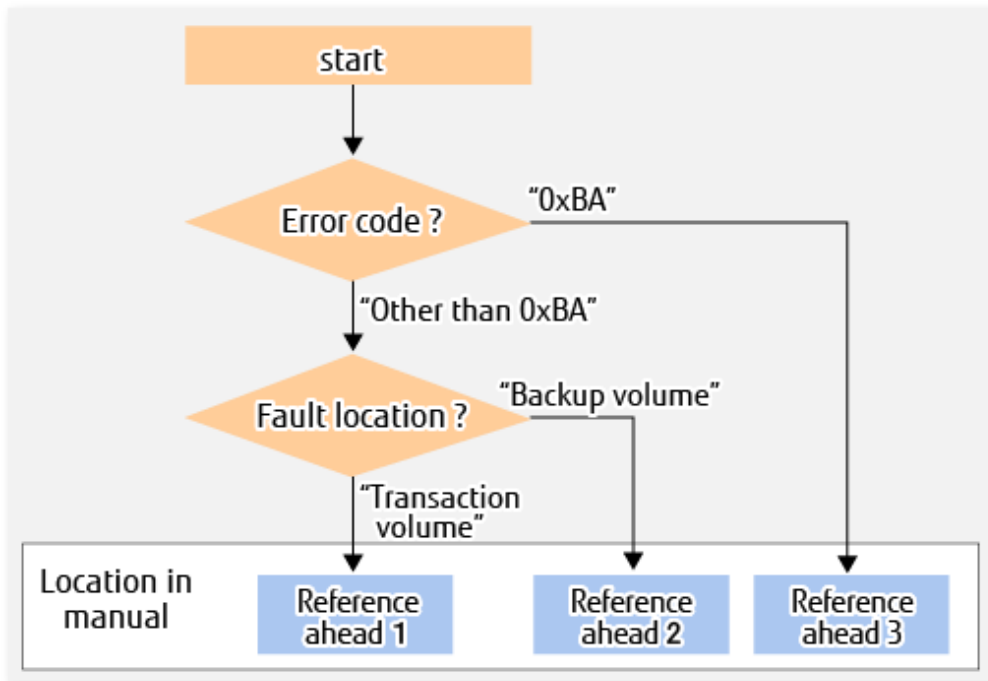 start
Error code ?
“0xBA”
“Other than 0xBA”
Fault location ?
“Backup volume”
“Transaction
volume”
Location in
manual
Reference
ahead 1
Reference
ahead 2
Reference
ahead 3